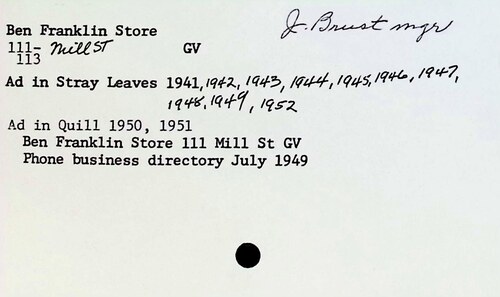 Ben Franklin Store
J. Brust mgr
111- Mill ST GV
113
Ad in Stray Leaves 1941, 1942, 1943, 1944, 1945, 1946, 1947,
1948, 1949, 1952
Ad in Quill 1950, 1951
Ben Franklin Store 111 Mill St GV
Phone business directory July 1949